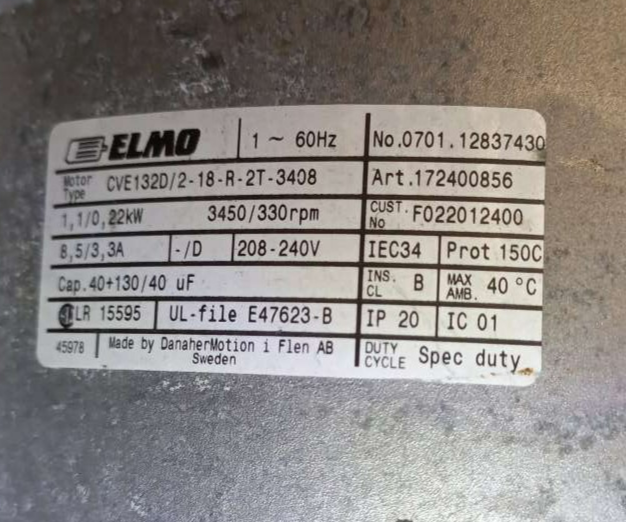 ELMO 1 ~ 60Hz No.0701.12837430
Motor Type CVE132D/2-18-R-2T-3408 Art.172400856
1,1/0,22kW 3450/330rpm CUST. No F022012400
8,5/3,3A -/D 208-240V IEC34 Prot 150C
Cap.40+130/40 uF INS. CL B MAX AMB. 40 °C
LR 15595 UL-file E47623-B IP 20 IC 01
45978 Made by DanaherMotion i Flen AB
Sweden
DUTY CYCLE Spec duty